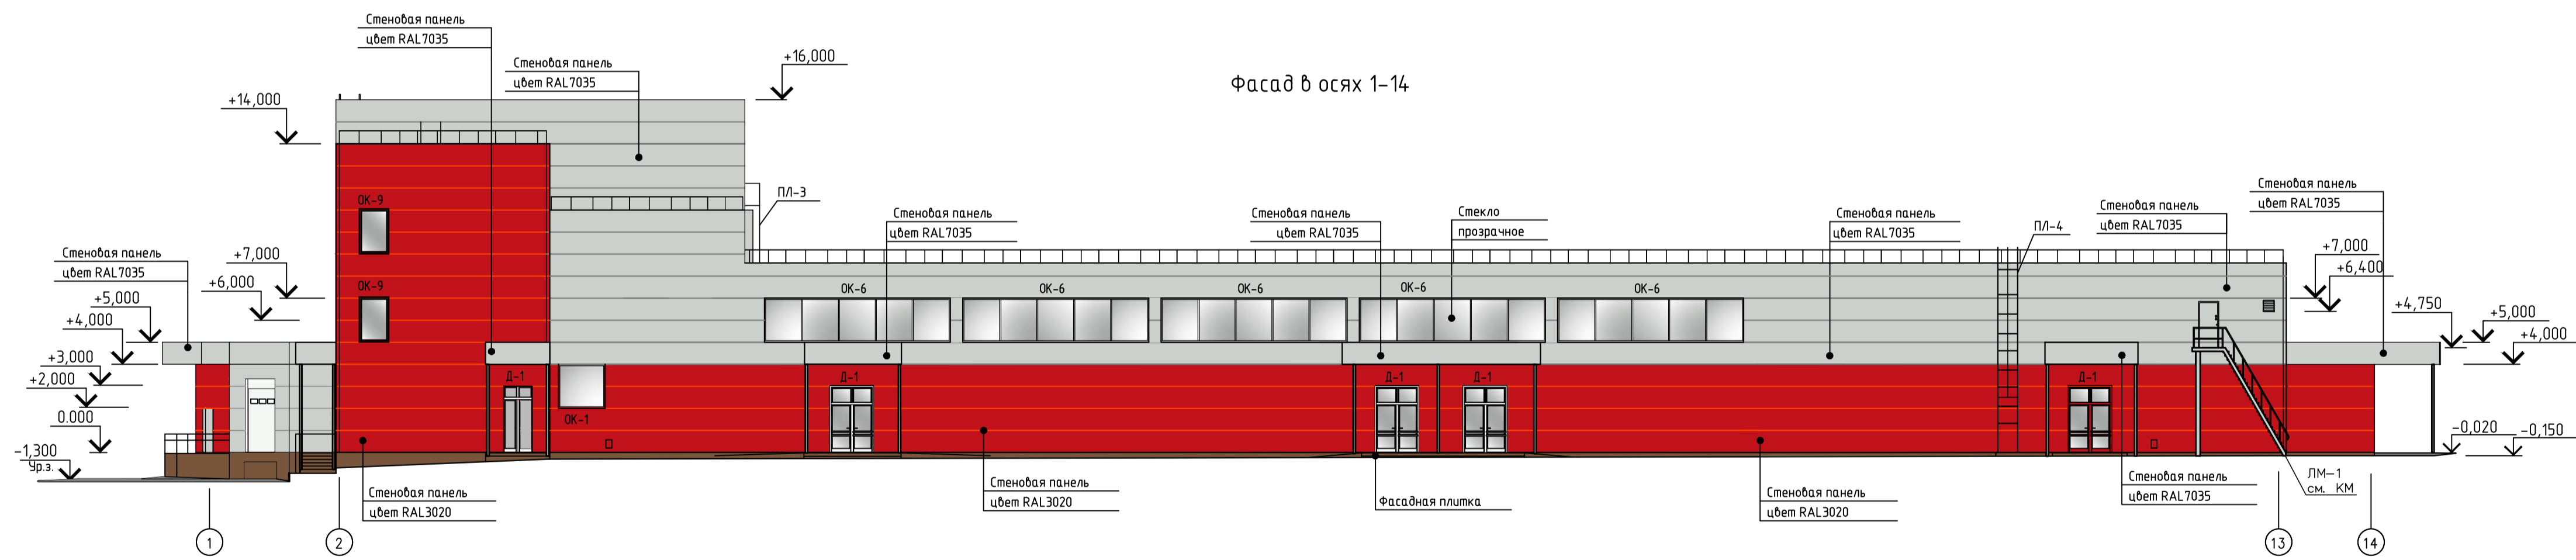 Фасад в осях 1-14
Стеновая панель
цвет RAL7035
Стеновая панель
цвет RAL7035
+16,000
+14,000
ОК-9
ПЛ-3
Стеновая панель
цвет RAL7035
Стеновая панель
цвет RAL7035
Стекло
прозрачное
Стеновая панель
цвет RAL7035
ПЛ-4
Стеновая панель
цвет RAL7035
Стеновая панель
цвет RAL7035
Стеновая панель
цвет RAL7035
+7,000
+6,000
+5,000
+4,000
+3,000
+2,000
0.000
-1,300
Ур.з.
ОК-9
ОК-6
ОК-6
ОК-6
ОК-6
ОК-6
+7,000
+6,400
+4,750
+5,000
+4,000
Д-1
ОК-1
Д-1
Д-1
Д-1
Д-1
-0,020
-0,150
Стеновая панель
цвет RAL3020
Стеновая панель
цвет RAL3020
Фасадная плитка
Стеновая панель
цвет RAL3020
Стеновая панель
цвет RAL7035
ЛМ-1
см. КМ
1
2
13
14